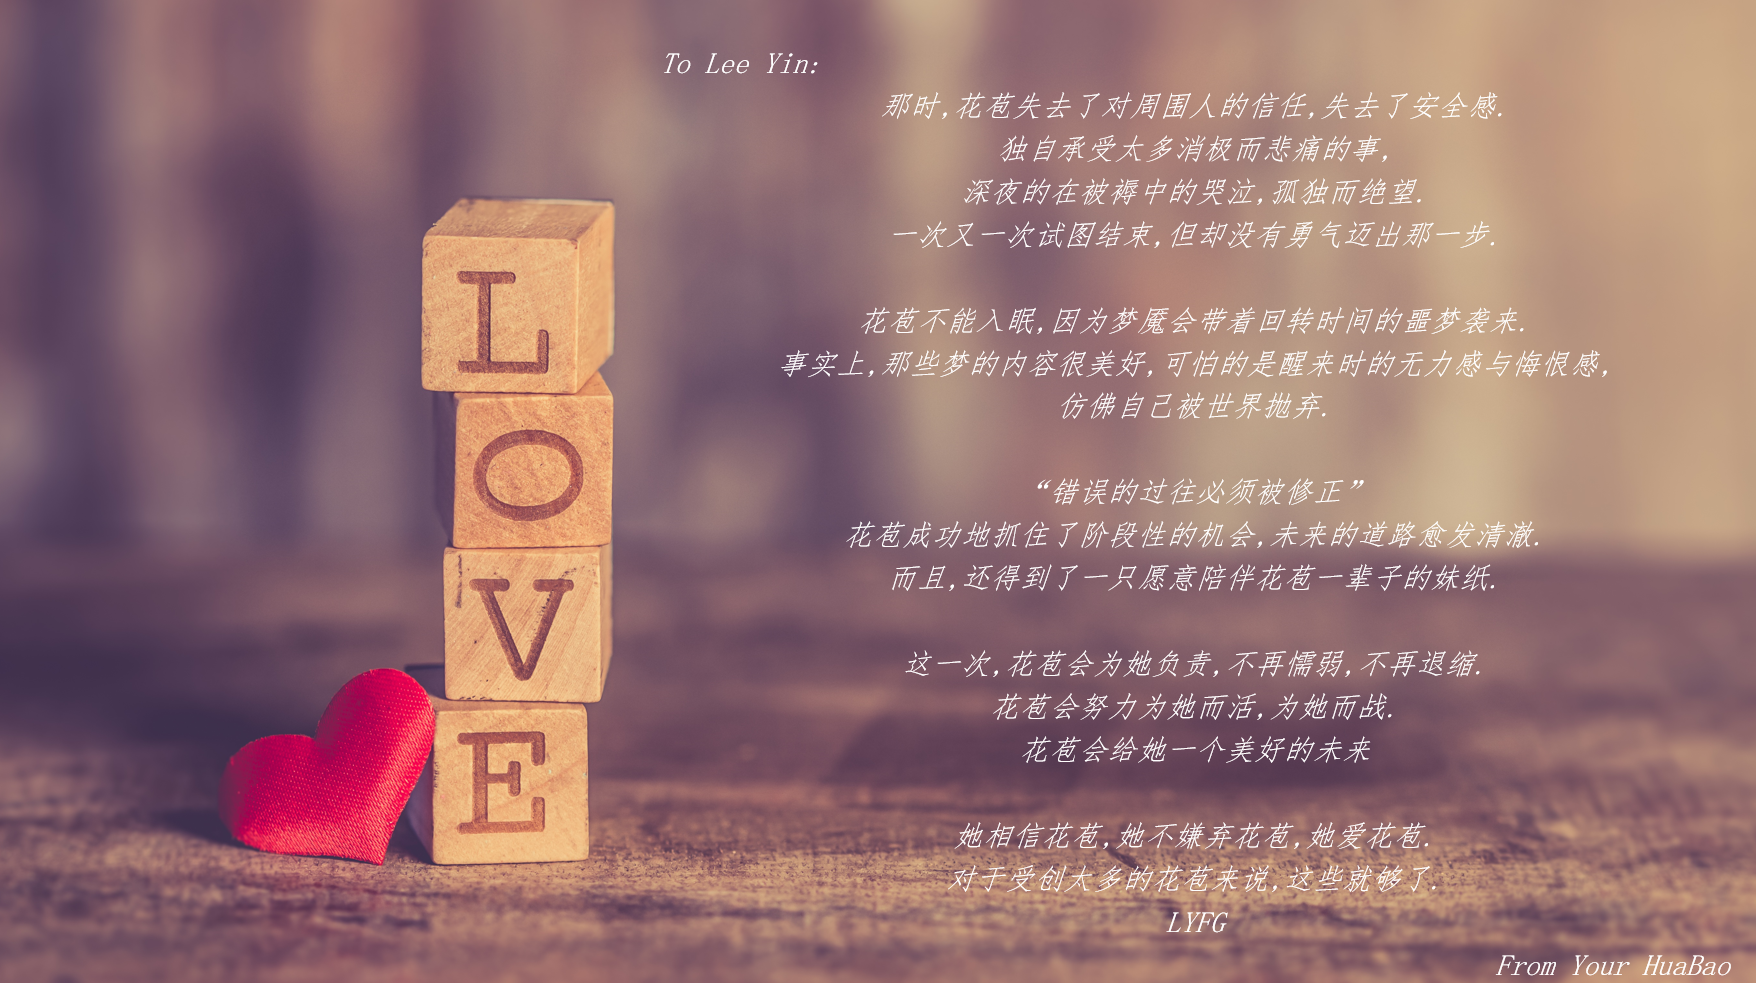 L
O
V
E
To Lee Yin:
那时,花苞失去了对周围人的信任,失去了安全感.
独自承受太多消极而悲痛的事,
深夜的在被褥中的哭泣,孤独而绝望.
一次又一次试图结束,但却没有勇气迈出那一步.
花苞不能入眠,因为梦魇会带着回转时间的噩梦袭来.
事实上,那些梦的内容很美好,可怕的是醒来时的无力感与悔恨感,
仿佛自己被世界抛弃.
“错误的过往必须被修正”
花苞成功地抓住了阶段性的机会,未来的道路愈发清澈.
而且,还得到了一只愿意陪伴花苞一辈子的妹纸.
这一次,花苞会为她负责,不再懦弱,不再退缩.
花苞会努力为她而活,为她而战.
花苞会给她一个美好的未来
她相信花苞,她不嫌弃花苞,她爱花苞.
对于受创太多的花苞来说,这些就够了.
LYFG
From Your HuaBao